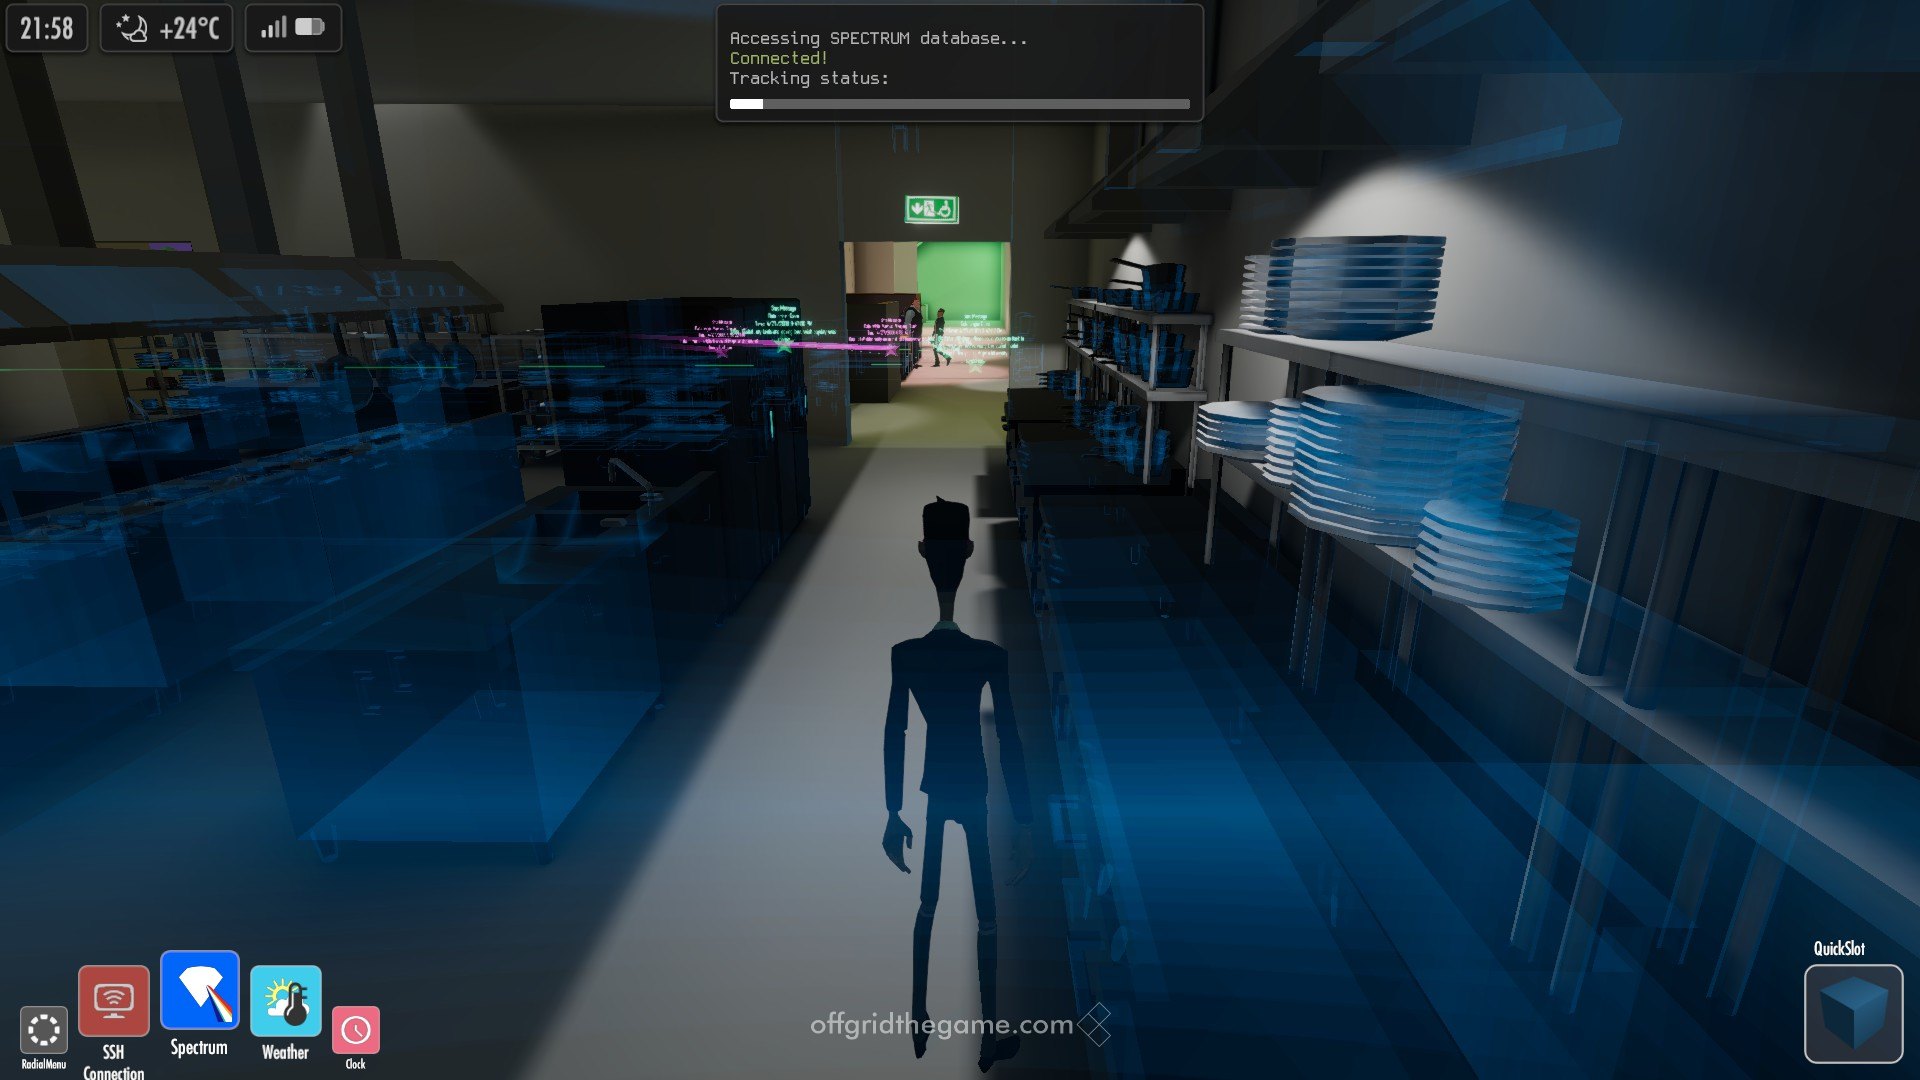 21:58
+24°C
Accessing SPECTRUM database...
Connected!
Tracking status:
offgridthegame.com
QuickSlot
RadialMenu
SSH
Connection
Spectrum
Weather
Clock